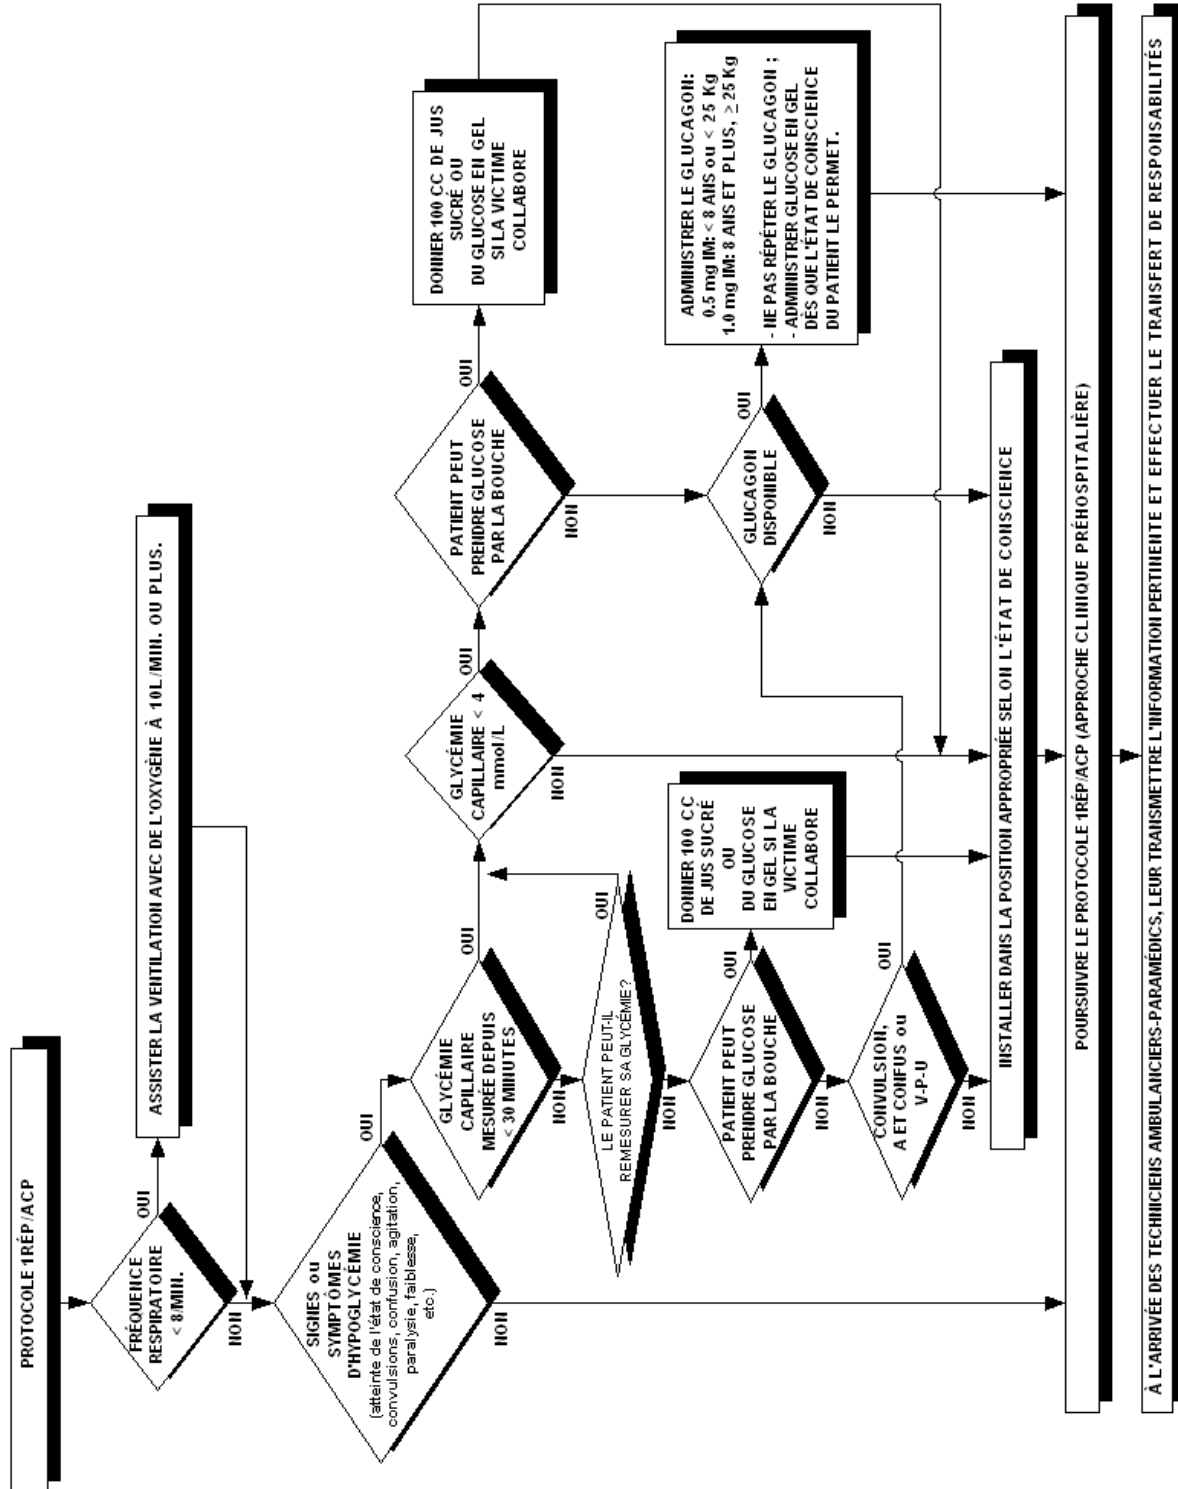 PROTOCOLE 1RÉP/ACP
FRÉQUENCE
RESPIRATOIRE
< 8/MIN.
OUI
NON
ASSISTER LA VENTILATION AVEC DE L'OXYGÈNE À 10L/MIN. OU PLUS.
SIGNES ou
SYMPTÔMES
D'HYPOGLYCÉMIE
(atteinte de l'état de conscience,
convulsions, confusion, agitation,
paralysie, faiblesse,
etc.)
OUI
NON
GLYCÉMIE
CAPILLAIRE
MESURÉE DEPUIS
< 30 MINUTES
OUI
NON
GLYCÉMIE
CAPILLAIRE < 4
mmol/L
OUI
NON
PATIENT PEUT
PRENDRE GLUCOSE
PAR LA BOUCHE
OUI
NON
DONNER 100 CC DE JUS
SUCRÉ OU
DU GLUCOSE EN GEL
SI LA VICTIME
COLLABORE
LE PATIENT PEUT-IL
REMESURER SA GLYCÉMIE?
OUI
NON
PATIENT PEUT
PRENDRE GLUCOSE
PAR LA BOUCHE
OUI
NON
DONNER 100 CC
DE JUS SUCRÉ
OU
DU GLUCOSE
EN GEL SI LA
VICTIME
COLLABORE
GLUCAGON
DISPONIBLE
OUI
NON
ADMINISTRER LE GLUCAGON:
0.5 mg IM: < 8 ANS ou < 25 Kg
1.0 mg IM: 8 ANS ET PLUS, ≥ 25 Kg
- NE PAS RÉPÉTER LE GLUCAGON ;
- ADMINISTRER GLUCOSE EN GEL
DÈS QUE L'ÉTAT DE CONSCIENCE
DU PATIENT LE PERMET.
CONVULSION,
A ET CONFUS ou
V-P-U
OUI
NON
INSTALLER DANS LA POSITION APPROPRIÉE SELON L'ÉTAT DE CONSCIENCE
POURSUIVRE LE PROTOCOLE 1RÉP/ACP (APPROCHE CLINIQUE PRÉHOSPITALIÈRE)
À L'ARRIVÉE DES TECHNICIENS AMBULANCIERS-PARAMÉDICS, LEUR TRANSMETTRE L'INFORMATION PERTINENTE ET EFFECTUER LE TRANSFERT DE RESPONSABILITÉS